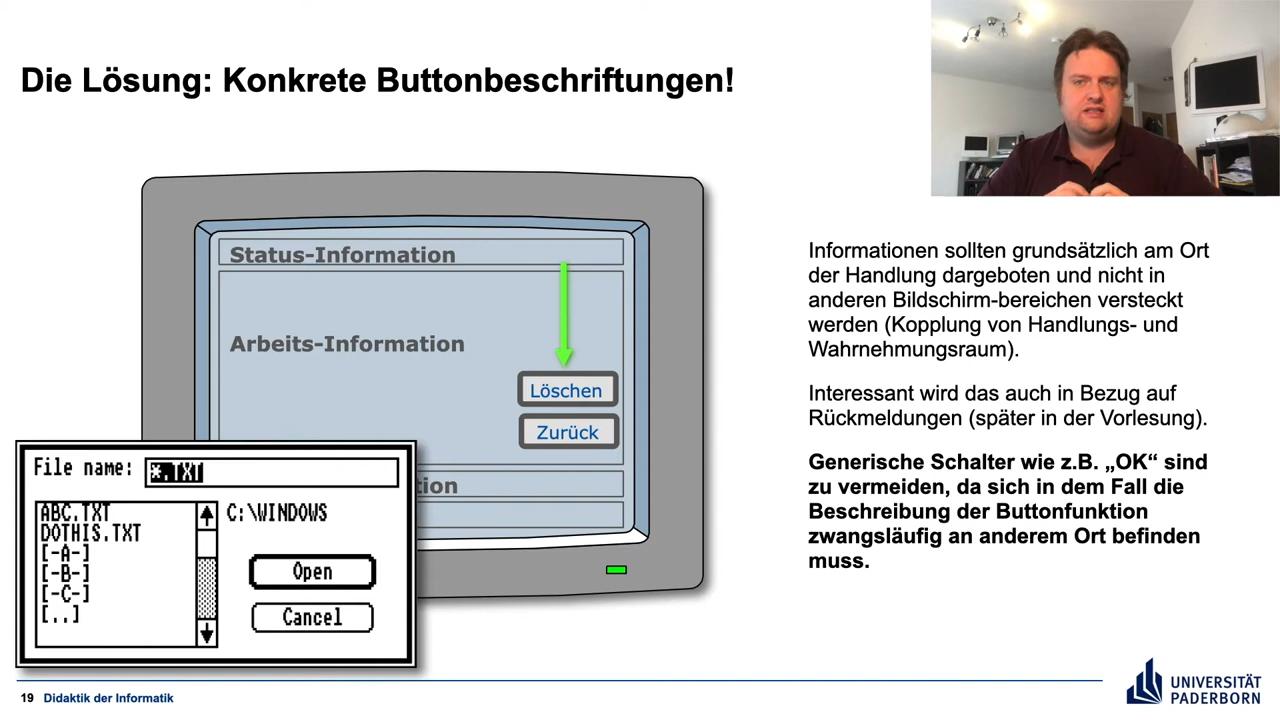 Die Lösung: Konkrete Buttonbeschriftungen!
Status-Information
Arbeits-Information
Löschen
Zurück
tion
File name: *.TXT
ABC.TXT
DOTHIS.TXT
[-A-]
[-B-]
[-C-]
[..]
C:\WINDOWS
Open
Cancel
Informationen sollten grundsätzlich am Ort
der Handlung dargeboten und nicht in
anderen Bildschirm-bereichen versteckt
werden (Kopplung von Handlungs- und
Wahrnehmungsraum).
Interessant wird das auch in Bezug auf
Rückmeldungen (später in der Vorlesung).
Generische Schalter wie z.B. „OK“ sind
zu vermeiden, da sich in dem Fall die
Beschreibung der Buttonfunktion
zwangsläufig an anderem Ort befinden
muss.
19 Didaktik der Informatik
UNIVERSITÄT
PADERBORN